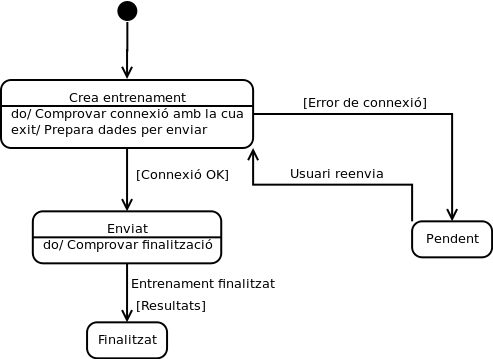 Crea entrenament
do/ Comprovar connexió amb la cua
exit/ Prepara dades per enviar
[Error de connexió]
[Connexió OK]
Usuari reenvia
Enviat
do/ Comprovar finalització
Pendent
Entrenament finalitzat
[Resultats]
Finalitzat